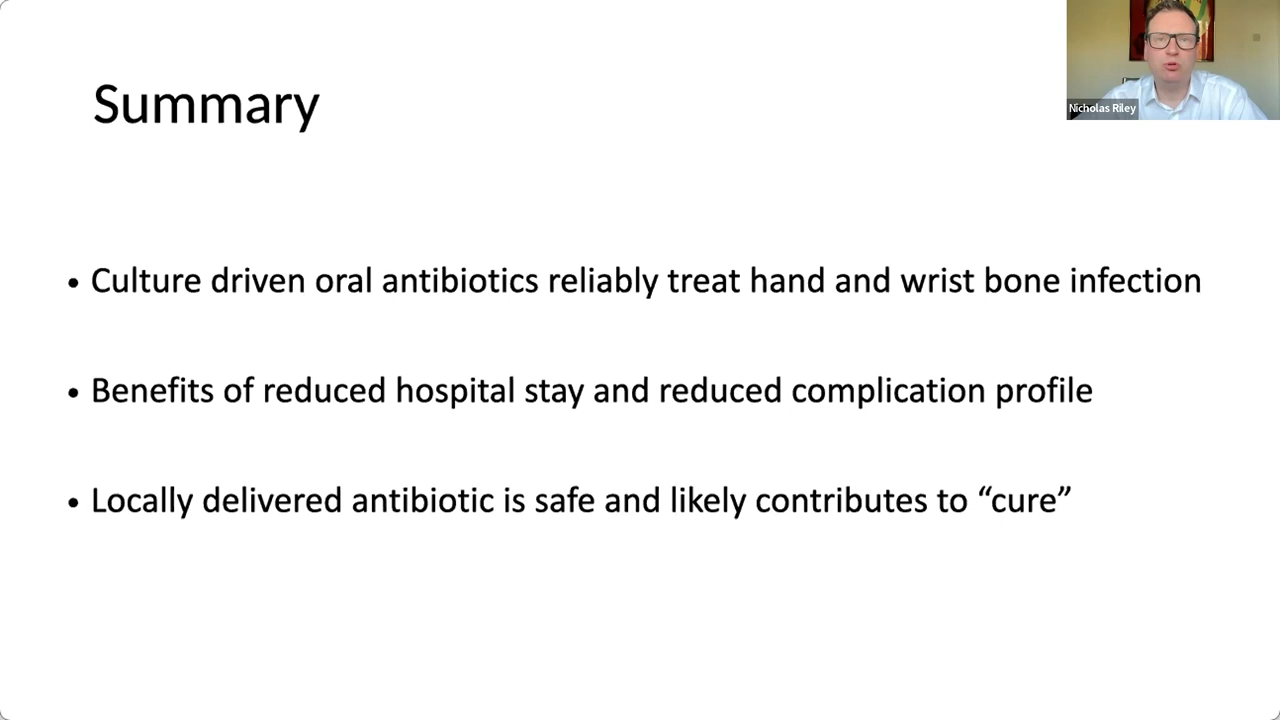 Nicholas Riley
Summary
• Culture driven oral antibiotics reliably treat hand and wrist bone infection
• Benefits of reduced hospital stay and reduced complication profile
• Locally delivered antibiotic is safe and likely contributes to “cure”